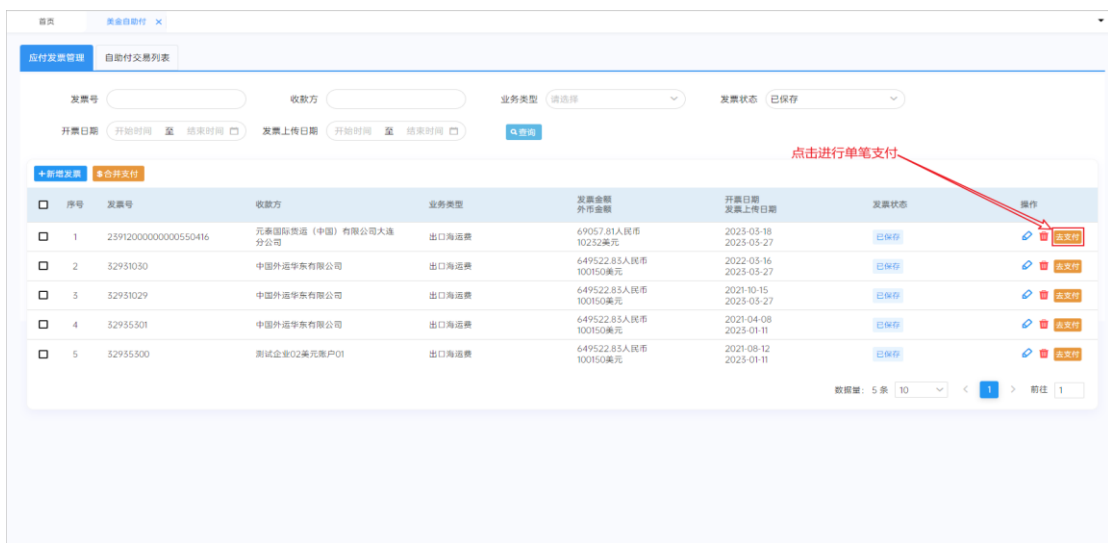 首页 美金自助付 ×
应付发票管理 自助付交易列表
发票号 收款方 业务类型 请选择 发票状态 已保存
开票日期 开始时间 至 结束时间 发票上传日期 开始时间 至 结束时间 查询
点击进行单笔支付
+新增发票 $合并支付
序号 发票号 收款方 业务类型 发票金额 开票日期 发票状态 操作
外币金额 发票上传日期
1 23912000000000550416 元泰国际货运（中国）有限公司大连 出口海运费 69057.81人民币 2023-03-18 已保存 去支付
分公司 10232美元 2023-03-27
2 32931030 中国外运华东有限公司 出口海运费 649522.83人民币 2022-03-16 已保存 去支付
100150美元 2023-03-27
3 32931029 中国外运华东有限公司 出口海运费 649522.83人民币 2021-10-15 已保存 去支付
100150美元 2023-03-27
4 32935301 中国外运华东有限公司 出口海运费 649522.83人民币 2021-04-08 已保存 去支付
100150美元 2023-01-11
5 32935300 测试企业02美元账户01 出口海运费 649522.83人民币 2021-08-12 已保存 去支付
100150美元 2023-01-11
数据量: 5 条 10 < 1 > 前往 1